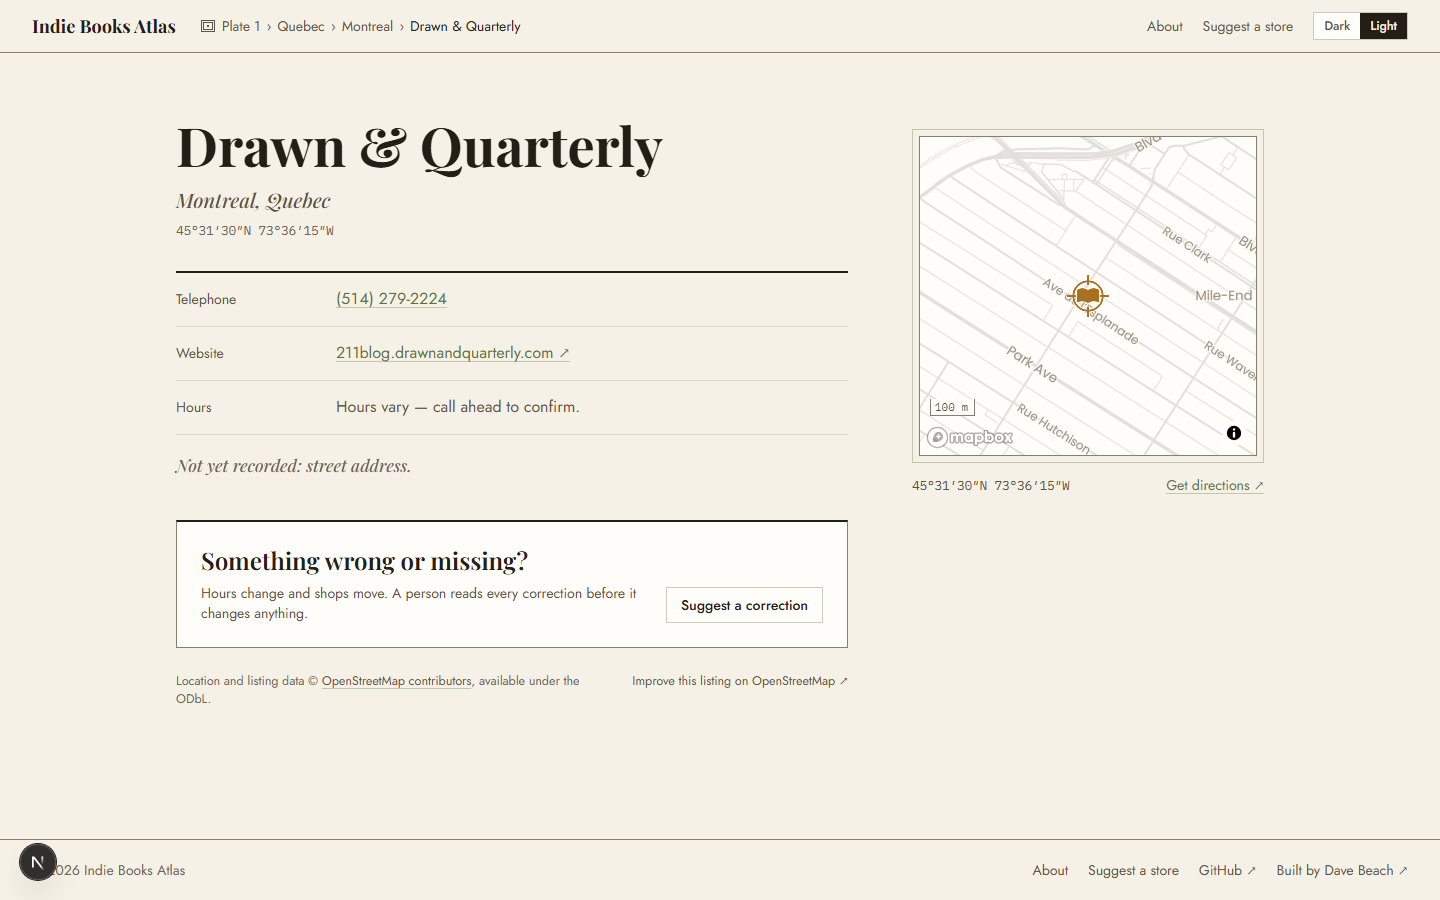 Indie Books Atlas
Plate 1 › Quebec › Montreal › Drawn & Quarterly
About
Suggest a store
Dark
Light
Drawn & Quarterly
Montreal, Quebec
45°31′30″N 73°36′15″W
Telephone
(514) 279-2224
Website
211blog.drawnandquarterly.com ↗
Hours
Hours vary — call ahead to confirm.
Not yet recorded: street address.
Something wrong or missing?
Hours change and shops move. A person reads every correction before it
changes anything.
Suggest a correction
Location and listing data © OpenStreetMap contributors, available under the
ODbL.
Improve this listing on OpenStreetMap ↗
Blvd
Rue Clark
Mile-End
Park Ave
Rue Hutchison
100 m
mapbox
45°31′30″N 73°36′15″W
Get directions ↗
N
2026 Indie Books Atlas
About
Suggest a store
GitHub ↗
Built by Dave Beach ↗